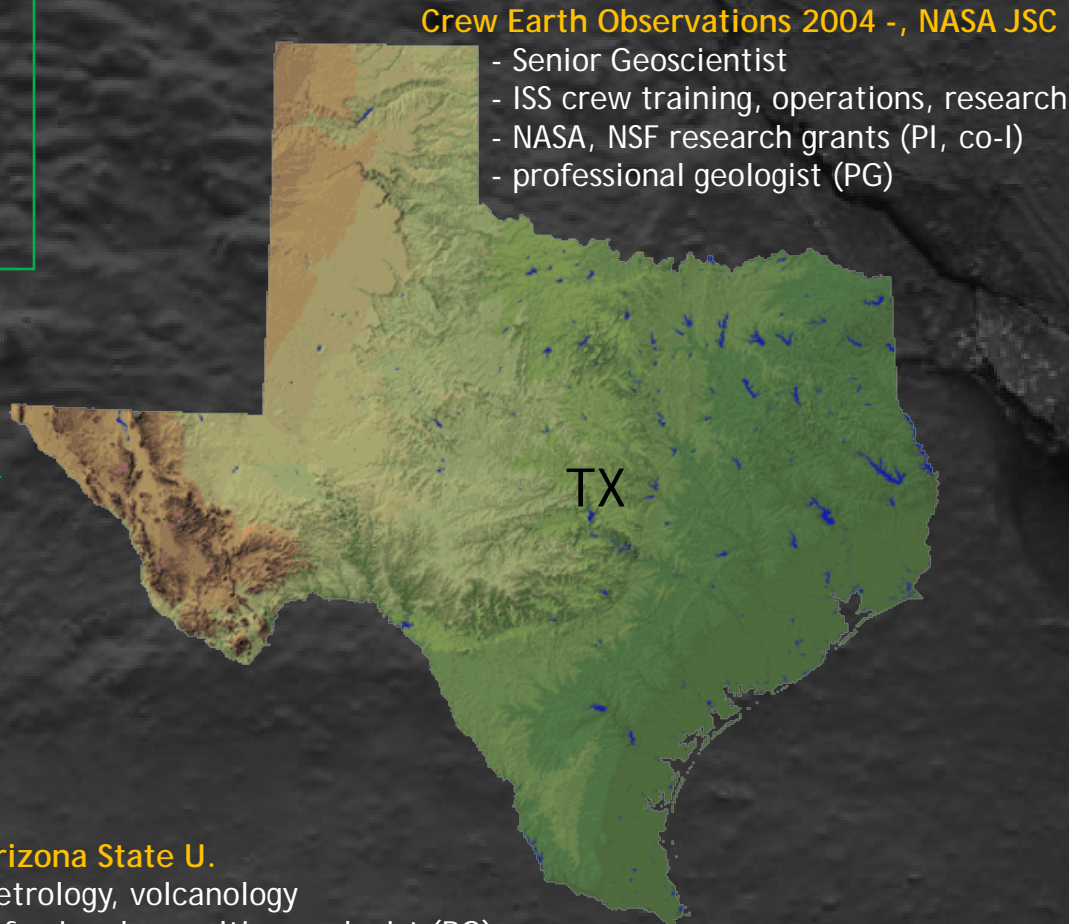 Crew Earth Observations 2004 -, NASA JSC
- Senior Geoscientist
- ISS crew training, operations, research
- NASA, NSF research grants (PI, co-I)
- professional geologist (PG)
TX
rizona State U.
etrology, volcanology